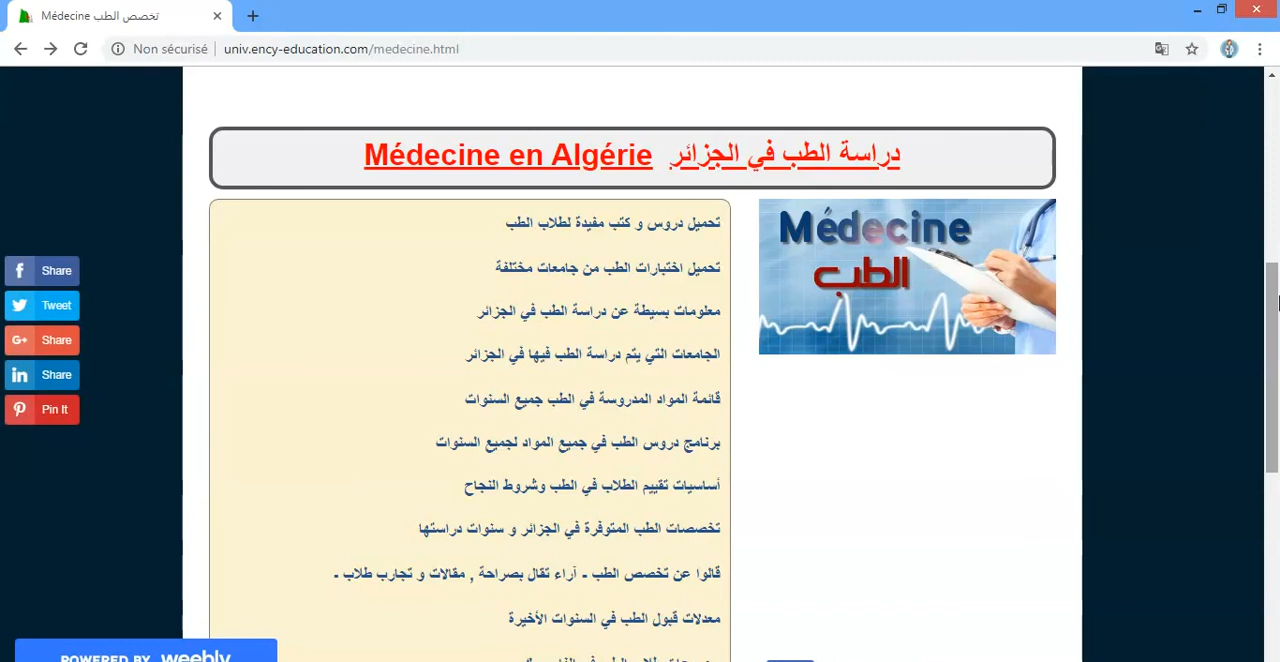 تخصص الطب Médecine
Non sécurisé
univ.ency-education.com/medecine.html
دراسة الطب في الجزائر Médecine en Algérie
تحميل دروس و كتب مفيدة لطلاب الطب
تحميل اختبارات الطب من جامعات مختلفة
معلومات بسيطة عن دراسة الطب في الجزائر
الجامعات التي يتم دراسة الطب فيها في الجزائر
قائمة المواد المدروسة في الطب جميع السنوات
برنامج دروس الطب في جميع المواد لجميع السنوات
أساسيات تقييم الطلاب في الطب وشروط النجاح
تخصصات الطب المتوفرة في الجزائر و سنوات دراستها
قالوا عن تخصص الطب ـ آراء تقال بصراحة , مقالات و تجارب طلاب ـ
معدلات قبول الطب في السنوات الأخيرة
Médecine
الطب
Share
Tweet
G+ Share
in Share
Pin It
POWERED BY weebly